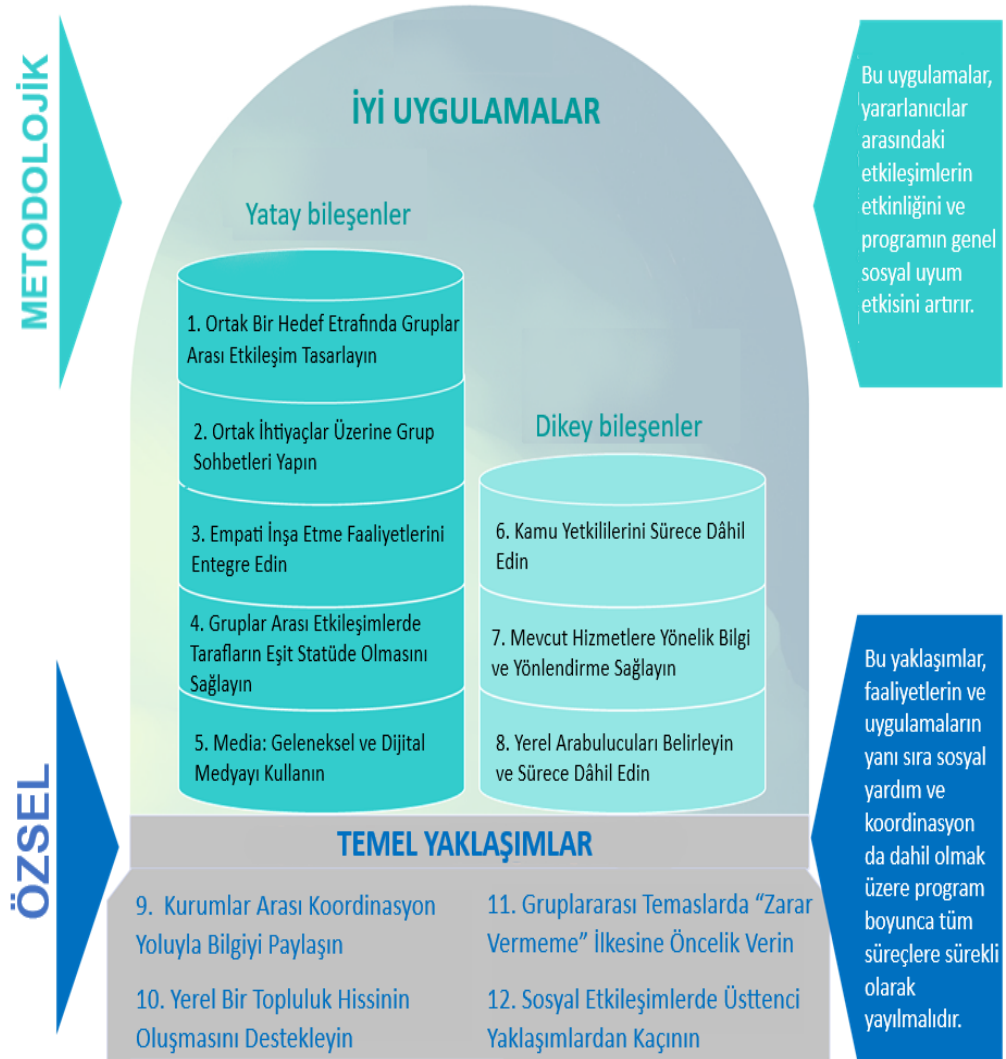 METODOLOJİK
İYİ UYGULAMALAR
Yatay bileşenler
1. Ortak Bir Hedef Etrafında Gruplar
Arası Etkileşim Tasarlayın
2. Ortak İhtiyaçlar Üzerine Grup
Sohbetleri Yapın
3. Empati İnşa Etme Faaliyetlerini
Entegre Edin
4. Gruplar Arası Etkileşimlerde
Tarafların Eşit Statüde Olmasını
Sağlayın
5. Media: Geleneksel ve Dijital
Medyayı Kullanın
Dikey bileşenler
6. Kamu Yetkililerini Sürece Dâhil
Edin
7. Mevcut Hizmetlere Yönelik Bilgi
ve Yönlendirme Sağlayın
8. Yerel Arabulucuları Belirleyin
ve Sürece Dâhil Edin
Bu uygulamalar,
yararlanıcılar
arasındaki
etkileşimlerin
etkinliğini ve
programın genel
sosyal uyum
etkisini artırır.
ÖZSEL
TEMEL YAKLAŞIMLAR
9. Kurumlar Arası Koordinasyon
Yoluyla Bilgiyi Paylaşın
10. Yerel Bir Topluluk Hissinin
Oluşmasını Destekleyin
11. Gruplararası Temaslarda “Zarar
Vermeme” İlkesine Öncelik Verin
12. Sosyal Etkileşimlerde Üsttenci
Yaklaşımlardan Kaçının
Bu yaklaşımlar,
faaliyetlerin ve
uygulamaların
yanı sıra sosyal
yardım ve
koordinasyon
da dahil olmak
üzere program
boyunca tüm
süreçlere sürekli
olarak
yayılmalıdır.